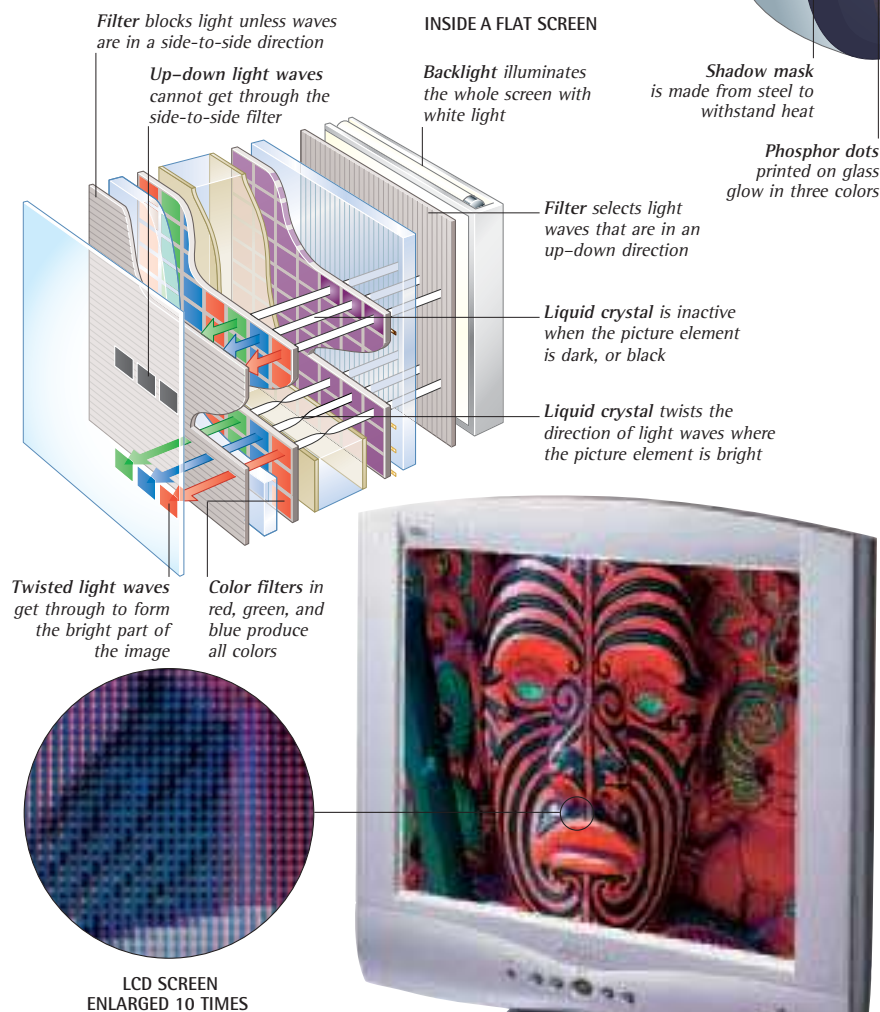 INSIDE A FLAT SCREEN
Filter blocks light unless waves
are in a side-to-side direction
Up–down light waves
cannot get through the
side-to-side filter
Backlight illuminates
the whole screen with
white light
Shadow mask
is made from steel to
withstand heat
Phosphor dots
printed on glass
glow in three colors
Filter selects light
waves that are in an
up–down direction
Liquid crystal is inactive
when the picture element
is dark, or black
Liquid crystal twists the
direction of light waves where
the picture element is bright
Twisted light waves
get through to form
the bright part of
the image
Color filters in
red, green, and
blue produce
all colors
LCD SCREEN
ENLARGED 10 TIMES